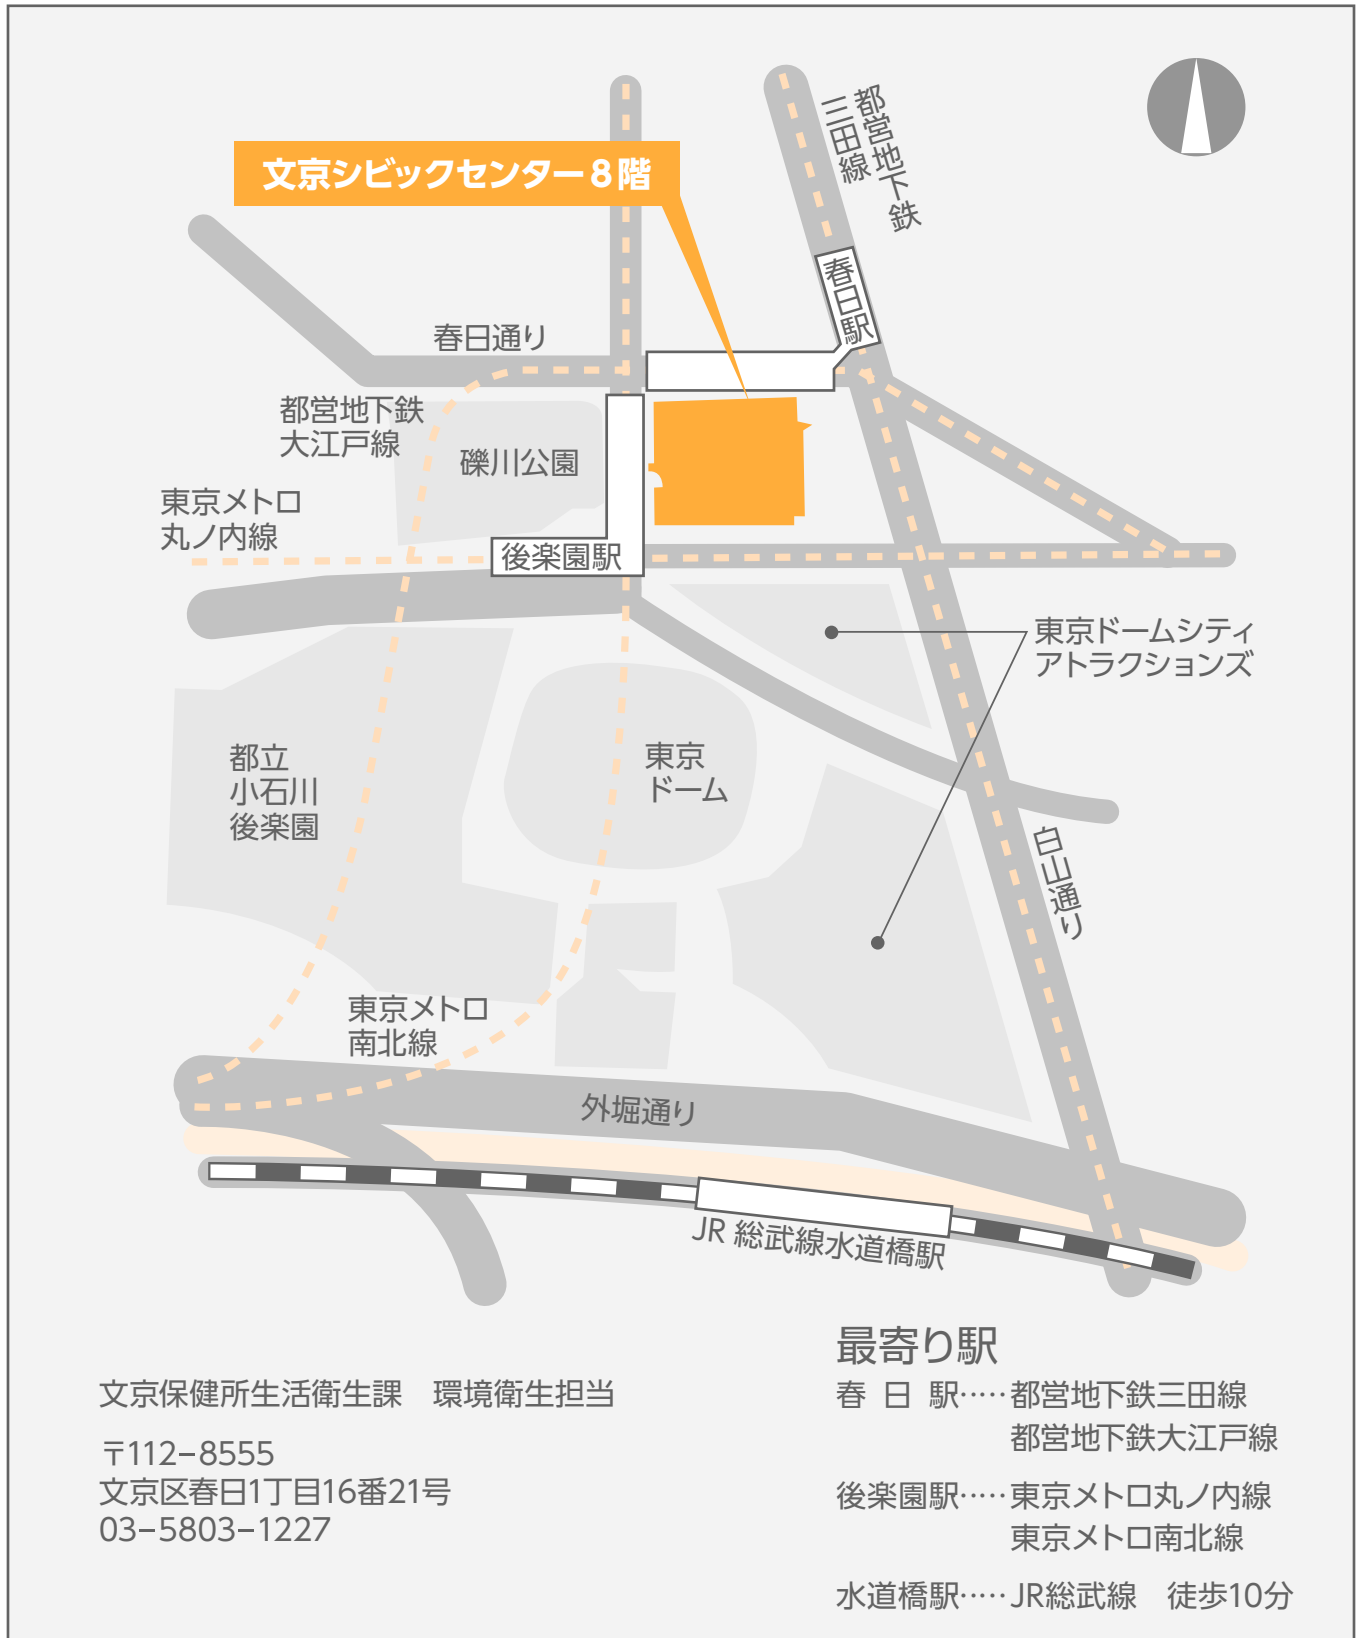 都営地下鉄
三田線
文京シビックセンター8階
春日駅
春日通り
都営地下鉄
大江戸線
礫川公園
東京メトロ
丸ノ内線
後楽園駅
東京ドームシティ
アトラクションズ
都立
小石川
後楽園
東京
ドーム
白山通り
東京メトロ
南北線
外堀通り
JR 総武線水道橋駅
文京保健所生活衛生課　環境衛生担当
〒112-8555
文京区春日1丁目16番21号
03-5803-1227
最寄り駅
春 日 駅‥‥‥都営地下鉄三田線
都営地下鉄大江戸線
後楽園駅‥‥‥東京メトロ丸ノ内線
東京メトロ南北線
水道橋駅‥‥‥JR総武線　徒歩10分